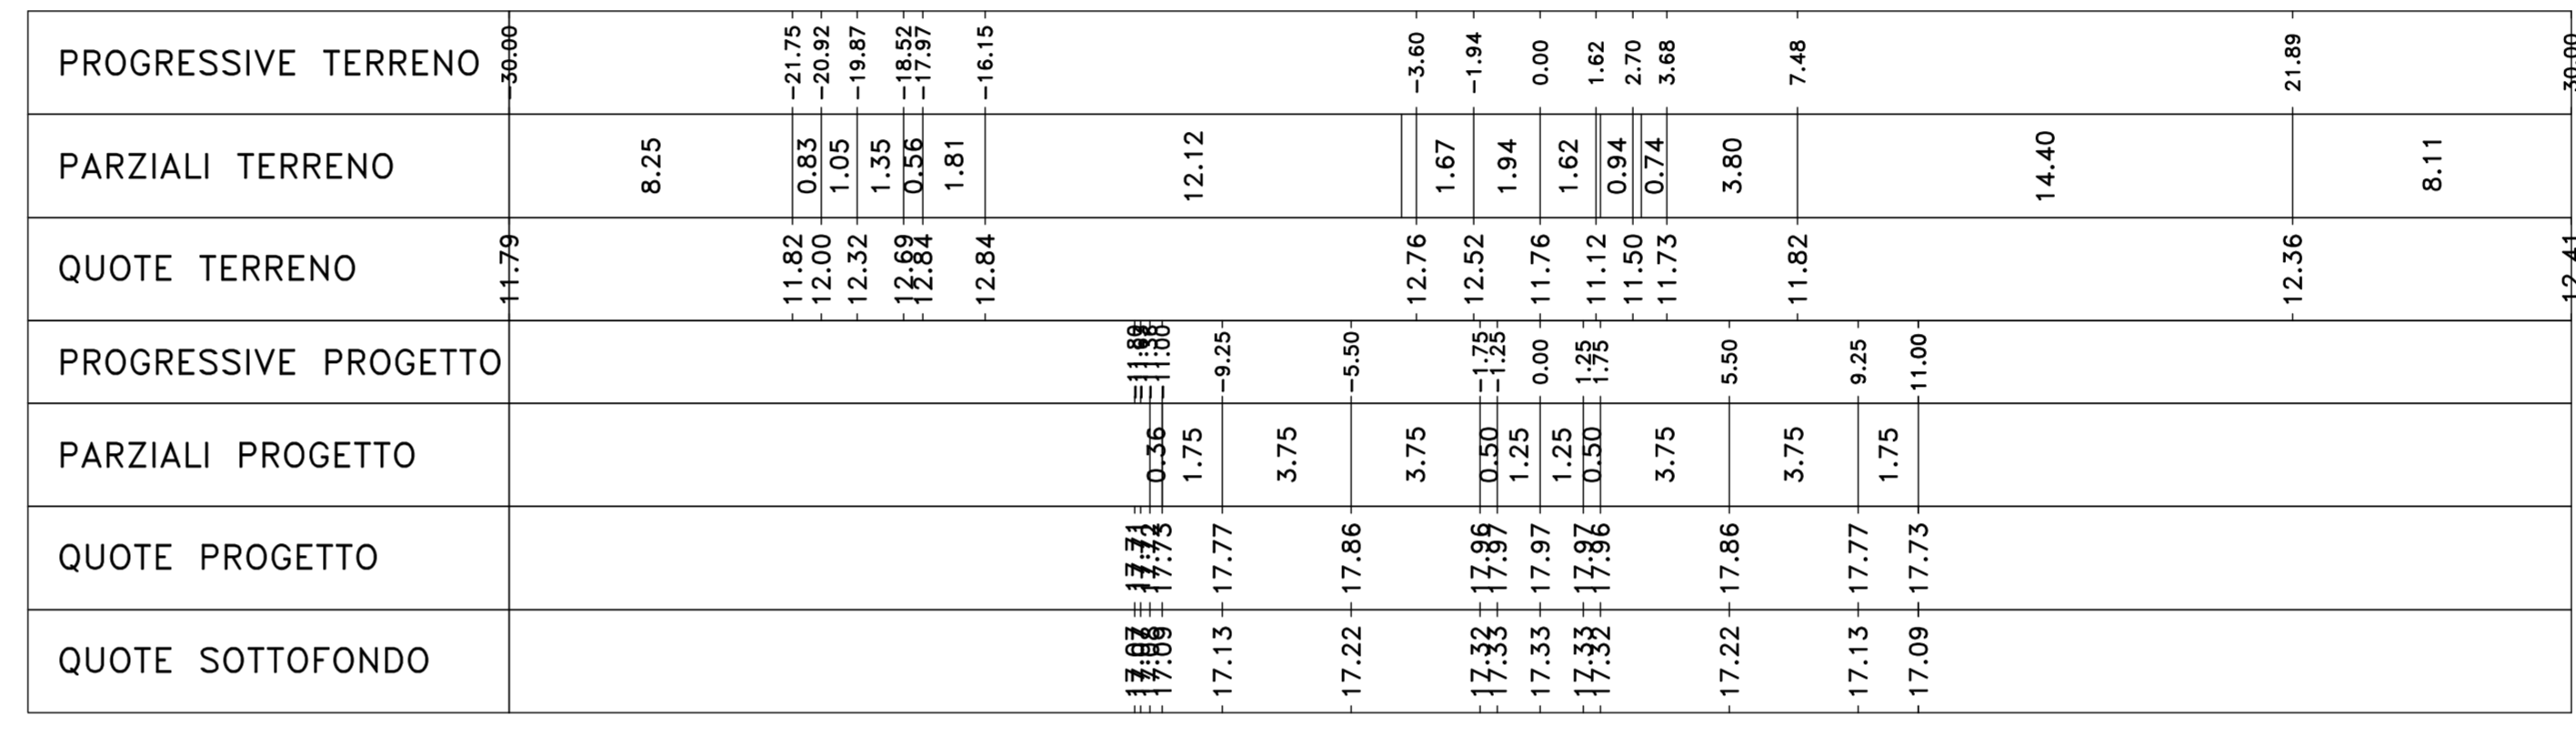 PROGRESSIVE TERRENO -30.00 -21.75 -20.92 -19.87 -18.52 -17.97 -16.15 -3.60 -1.94 0.00 1.62 2.70 3.68 7.48 21.89 30.00
PARZIALI TERRENO 8.25 0.83 1.05 1.35 0.56 1.81 12.12 1.67 1.94 1.62 0.94 0.74 3.80 14.40 8.11
QUOTE TERRENO 11.79 11.82 12.00 12.32 12.69 12.84 12.84 12.76 12.52 11.76 11.12 11.50 11.73 11.82 12.36 12.41
PROGRESSIVE PROGETTO -11.00 -9.25 -5.50 -1.75 -1.25 0.00 1.25 1.75 5.50 9.25 11.00
PARZIALI PROGETTO 0.36 1.75 3.75 3.75 0.50 1.25 1.25 0.50 3.75 3.75 1.75
QUOTE PROGETTO 17.71 17.73 17.77 17.86 17.96 17.97 17.97 17.97 17.96 17.86 17.77 17.73
QUOTE SOTTOFONDO 17.07 17.09 17.13 17.22 17.32 17.33 17.33 17.33 17.32 17.22 17.13 17.09